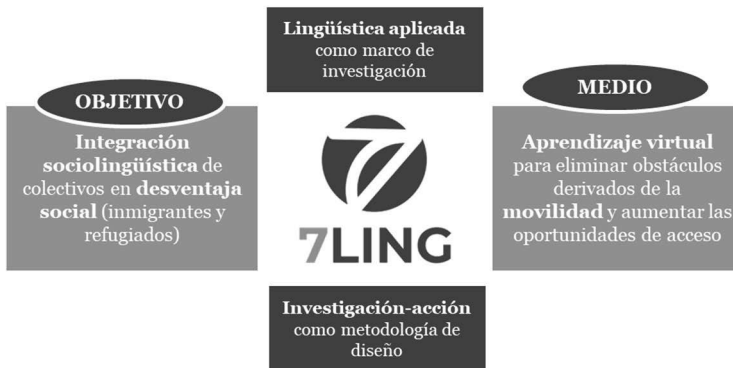 Lingüística aplicada
como marco de
investigación
OBJETIVO
Integración
sociolingüística de
colectivos en desventaja
social (inmigrantes y
refugiados)
7
7LING
MEDIO
Aprendizaje virtual
para eliminar obstáculos
derivados de la
movilidad y aumentar las
oportunidades de acceso
Investigación-acción
como metodología de
diseño